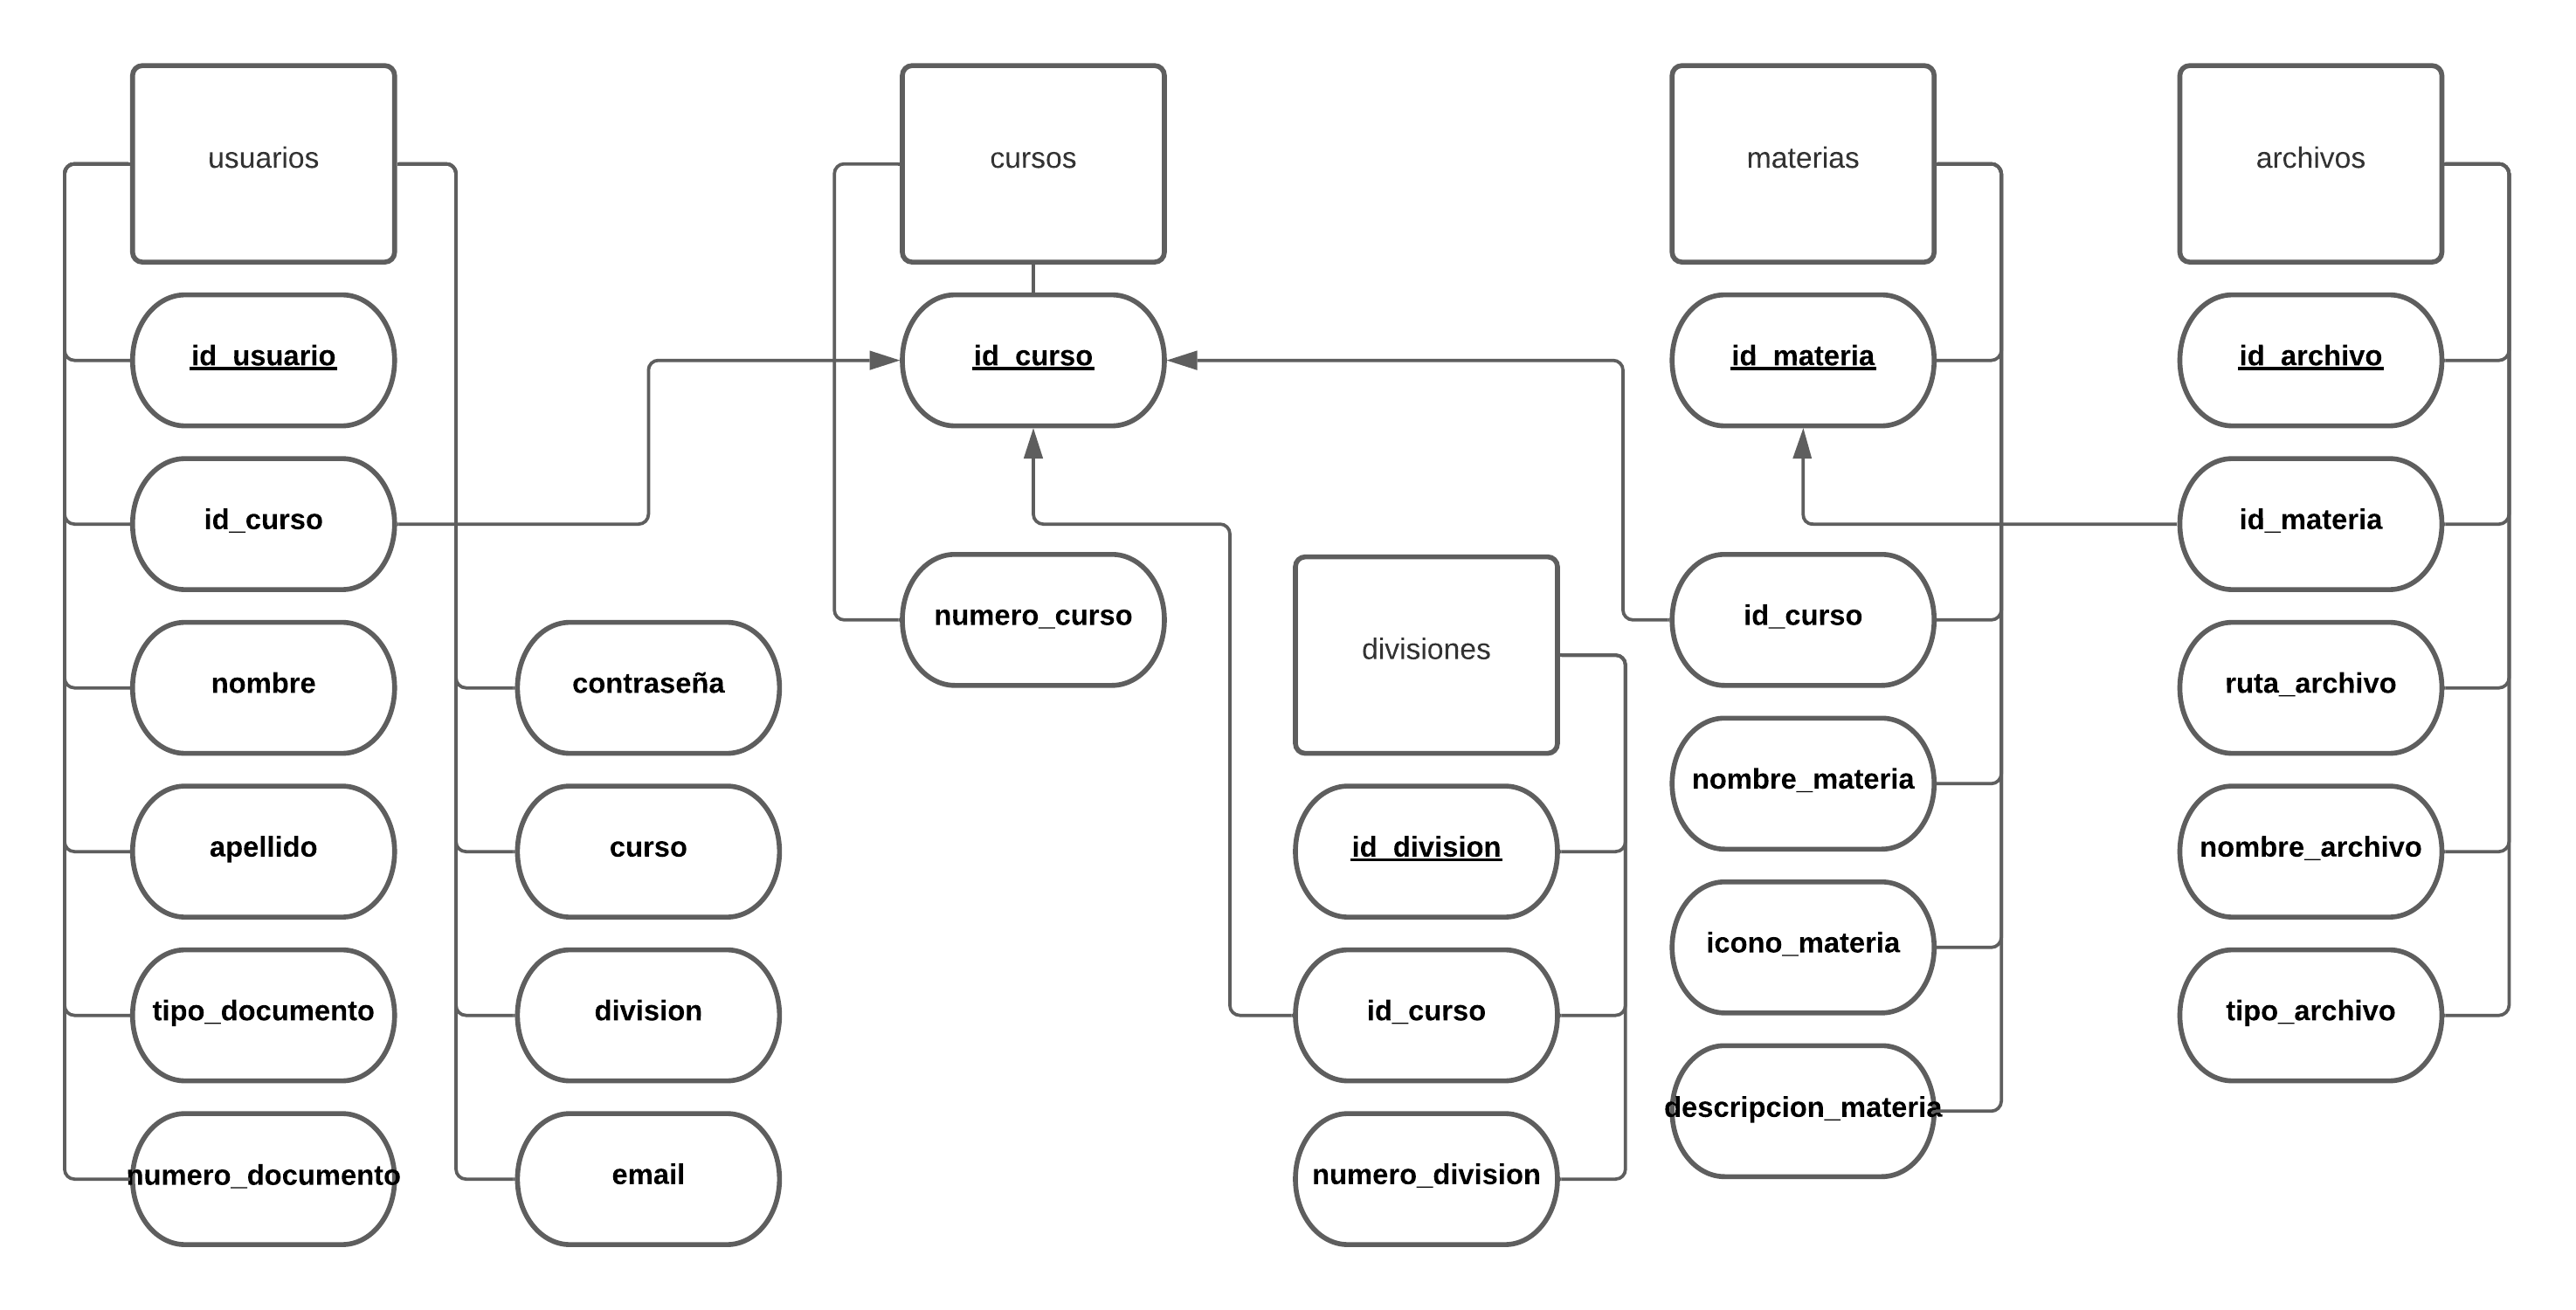 usuarios
id_usuario
id_curso
nombre
apellido
tipo_documento
numero_documento
contraseña
curso
division
email
cursos
id_curso
numero_curso
divisiones
id_division
id_curso
numero_division
materias
id_materia
id_curso
nombre_materia
icono_materia
descripcion_materia
archivos
id_archivo
id_materia
ruta_archivo
nombre_archivo
tipo_archivo